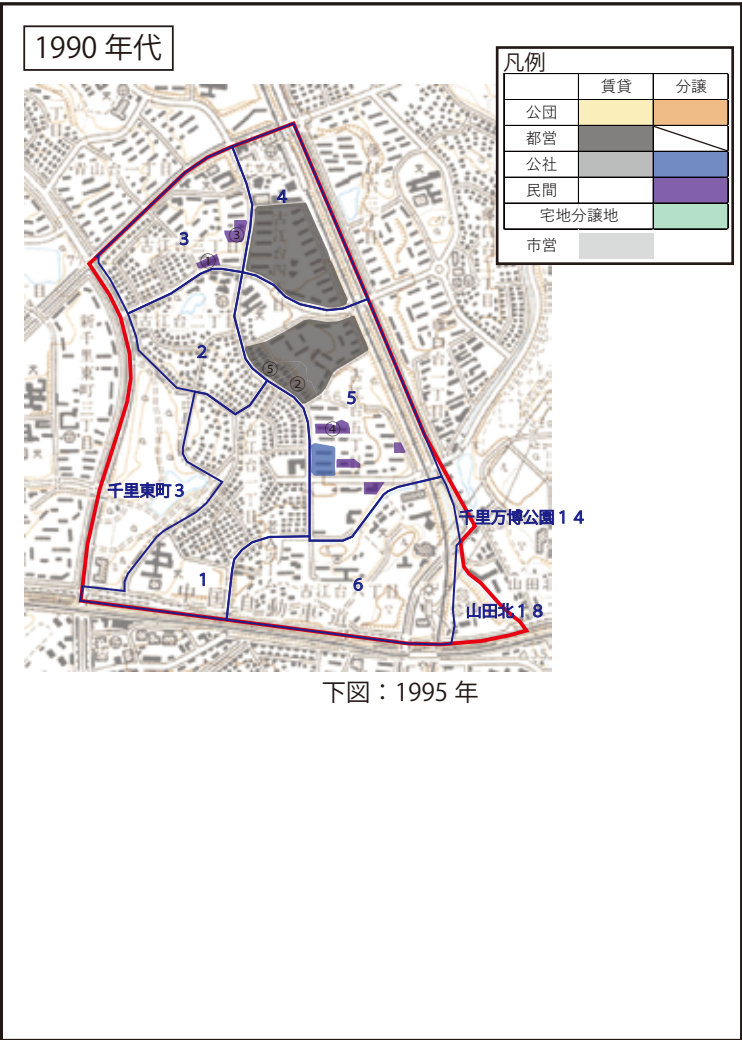 1990 年代
凡例
賃貸 分譲
公団
都営
公社
民間
宅地分譲地
市営
4
3
③
①
2
⑤
②
5
④
千里東町３
千里万博公園１４
1
6
山田北１８
下図：1995 年